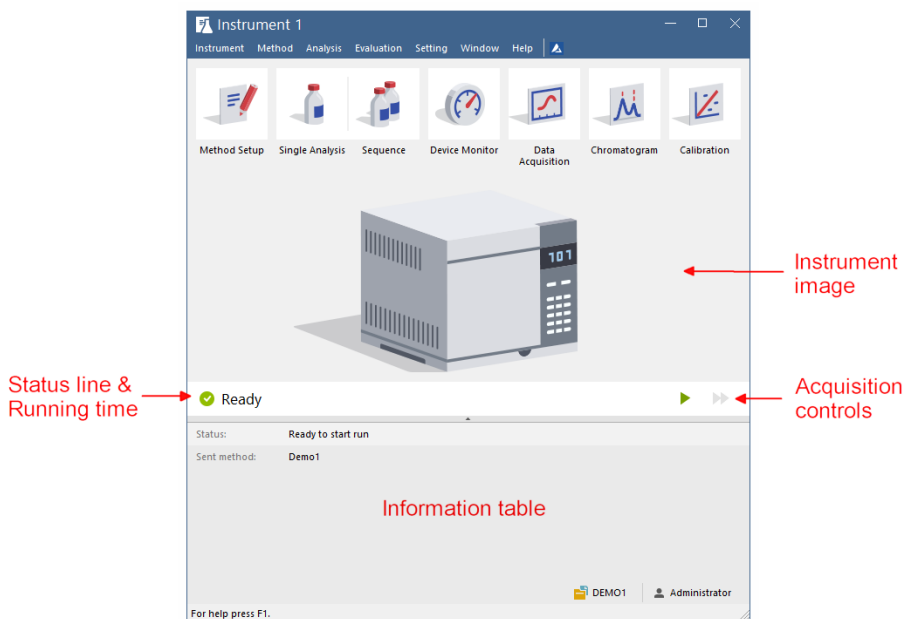 Instrument 1
Instrument Method Analysis Evaluation Setting Window Help
Method Setup Single Analysis Sequence Device Monitor Data Acquisition Chromatogram Calibration
101
Instrument
image
Status line &
Running time
Ready
Acquisition
controls
Status: Ready to start run
Sent method: Demo1
Information table
DEMO1 Administrator
For help press F1.